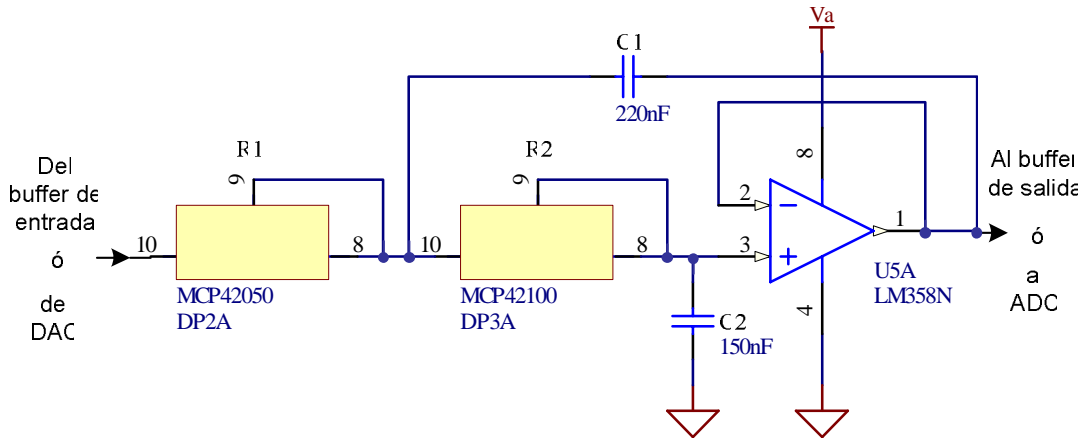 Va
C1
220nF
R1
R2
9
9
8
Del
buffer de
entrada
ó
de
DAC
10
8
10
8
2
3
1
4
MCP42050
DP2A
MCP42100
DP3A
C2
150nF
U5A
LM358N
Al buffer
de salida
ó
a
ADC